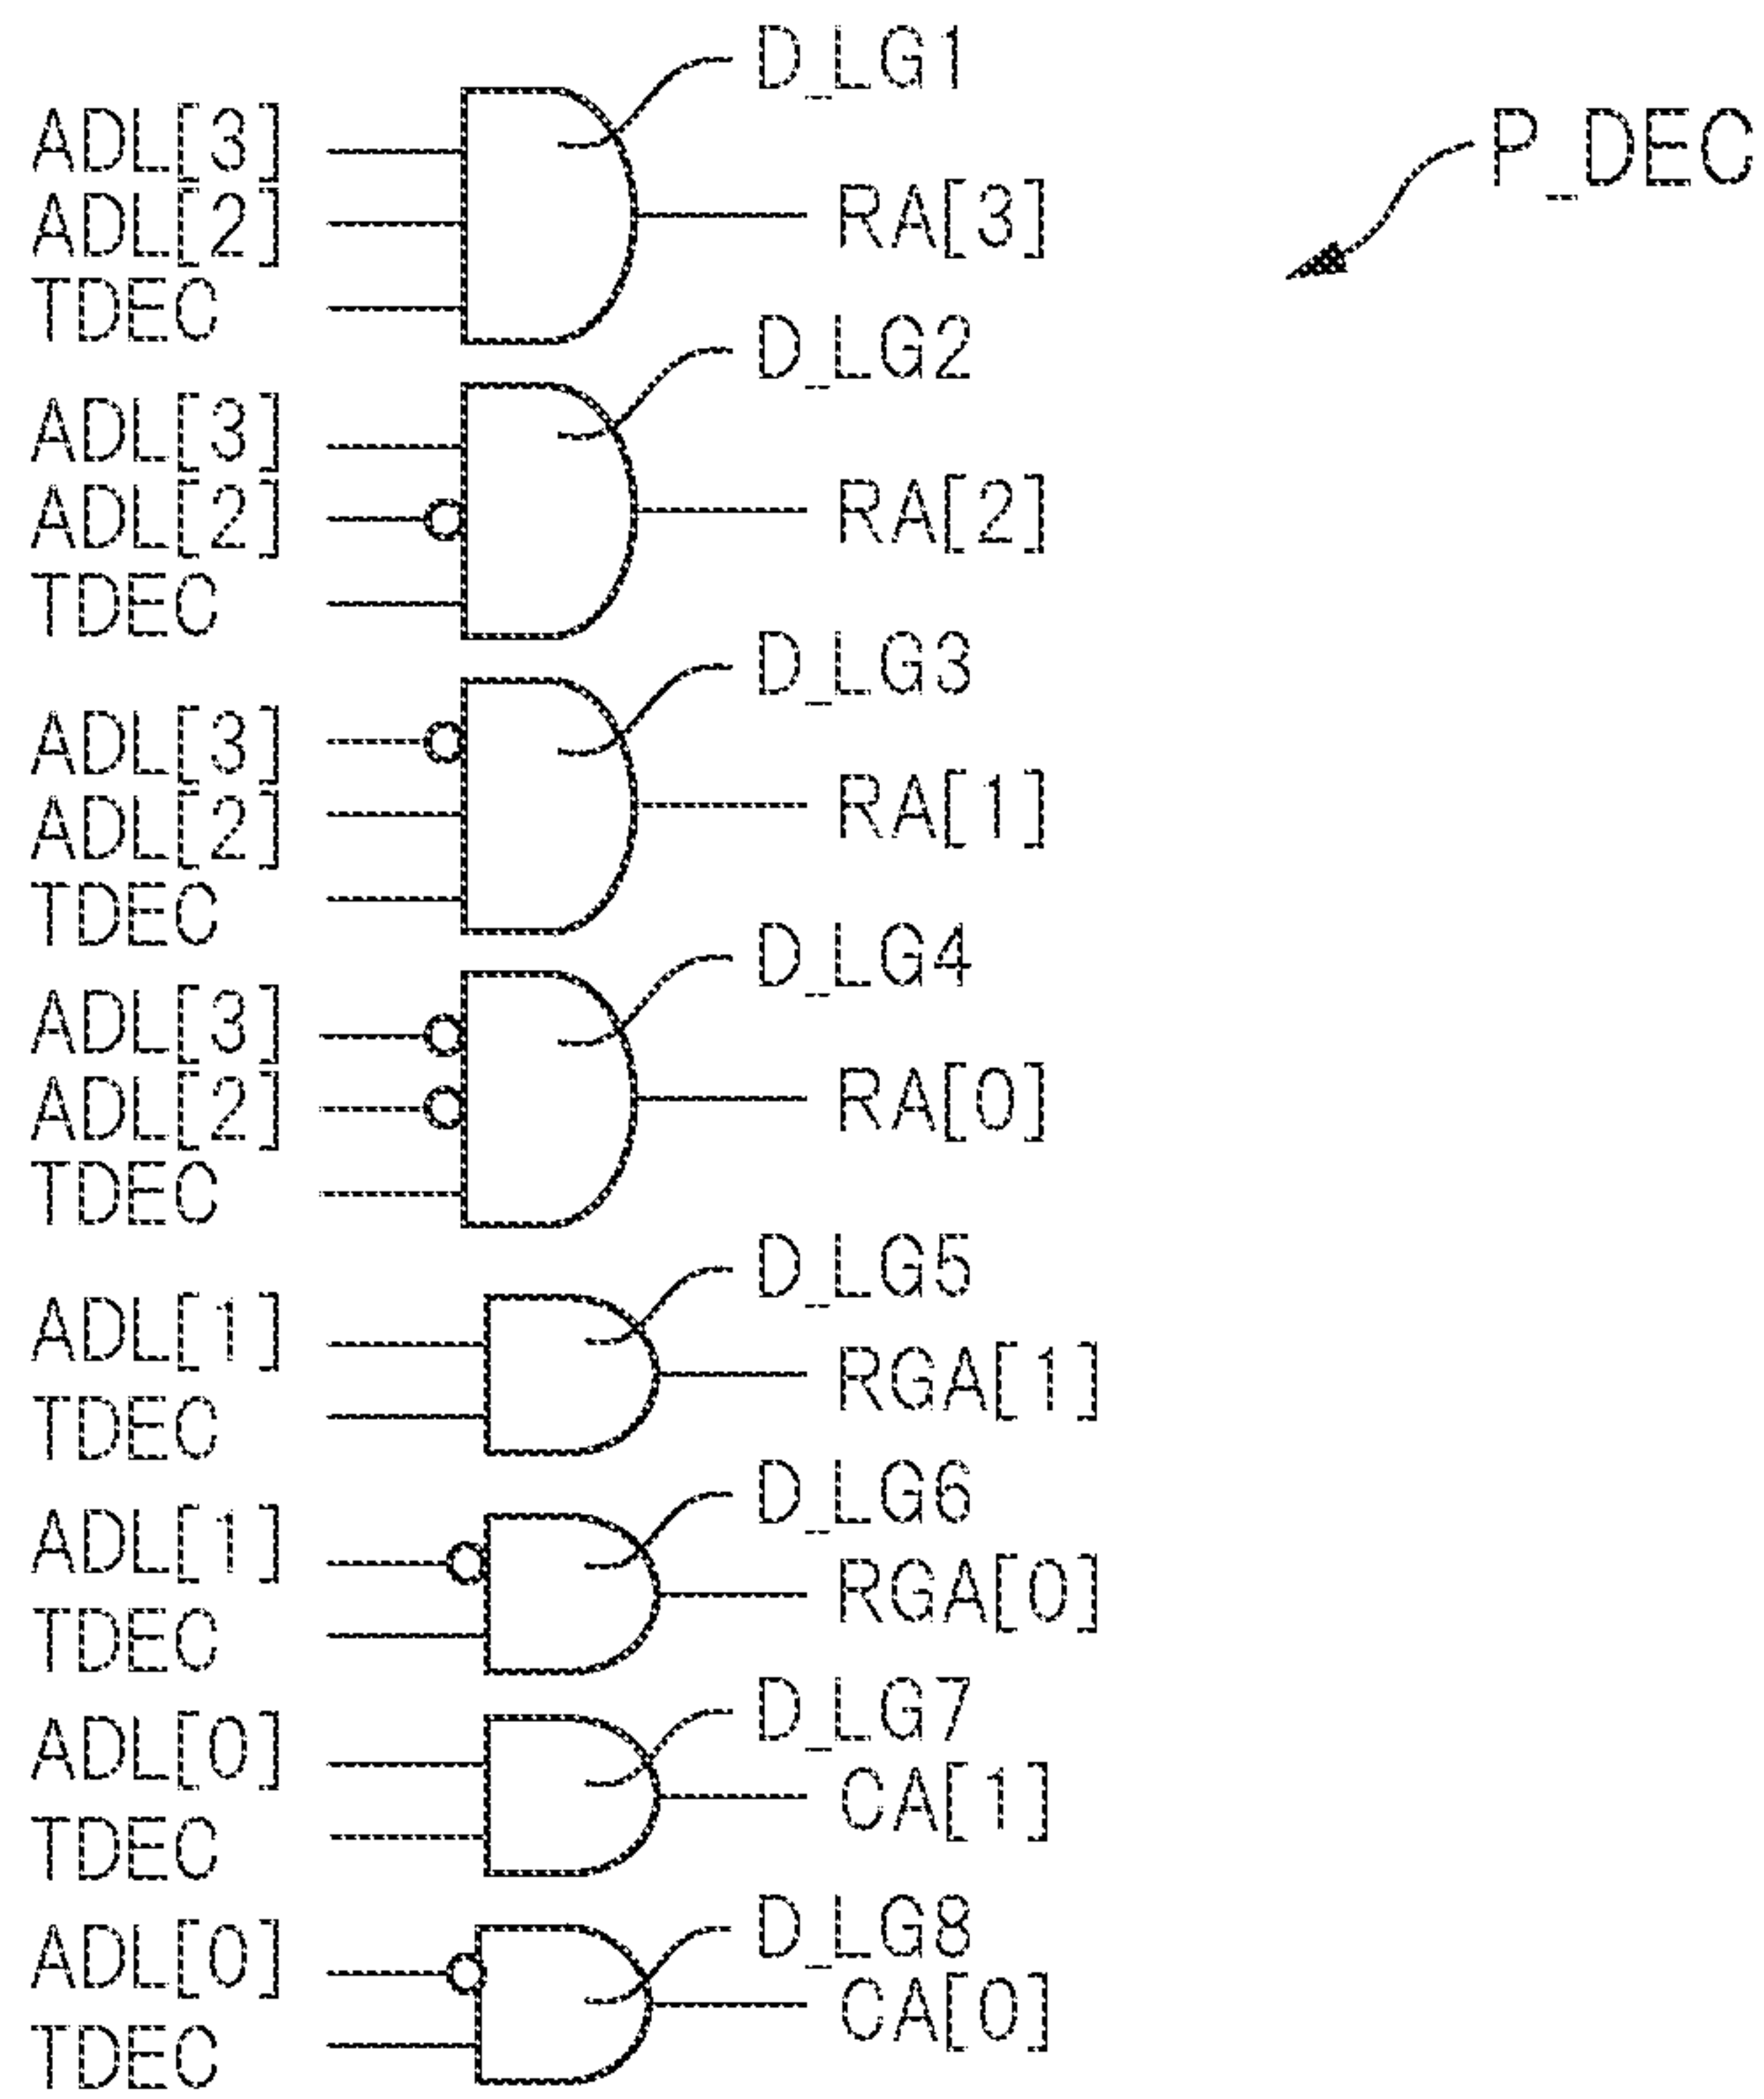 D_LG1
P_DEC
ADL[3]
ADL[2]
TDEC
RA[3]
D_LG2
ADL[3]
ADL[2]
TDEC
RA[2]
D_LG3
ADL[3]
ADL[2]
TDEC
RA[1]
D_LG4
ADL[3]
ADL[2]
TDEC
RA[0]
D_LG5
ADL[1]
TDEC
RGA[1]
D_LG6
ADL[1]
TDEC
RGA[0]
D_LG7
ADL[0]
TDEC
CA[1]
D_LG8
ADL[0]
TDEC
CA[0]